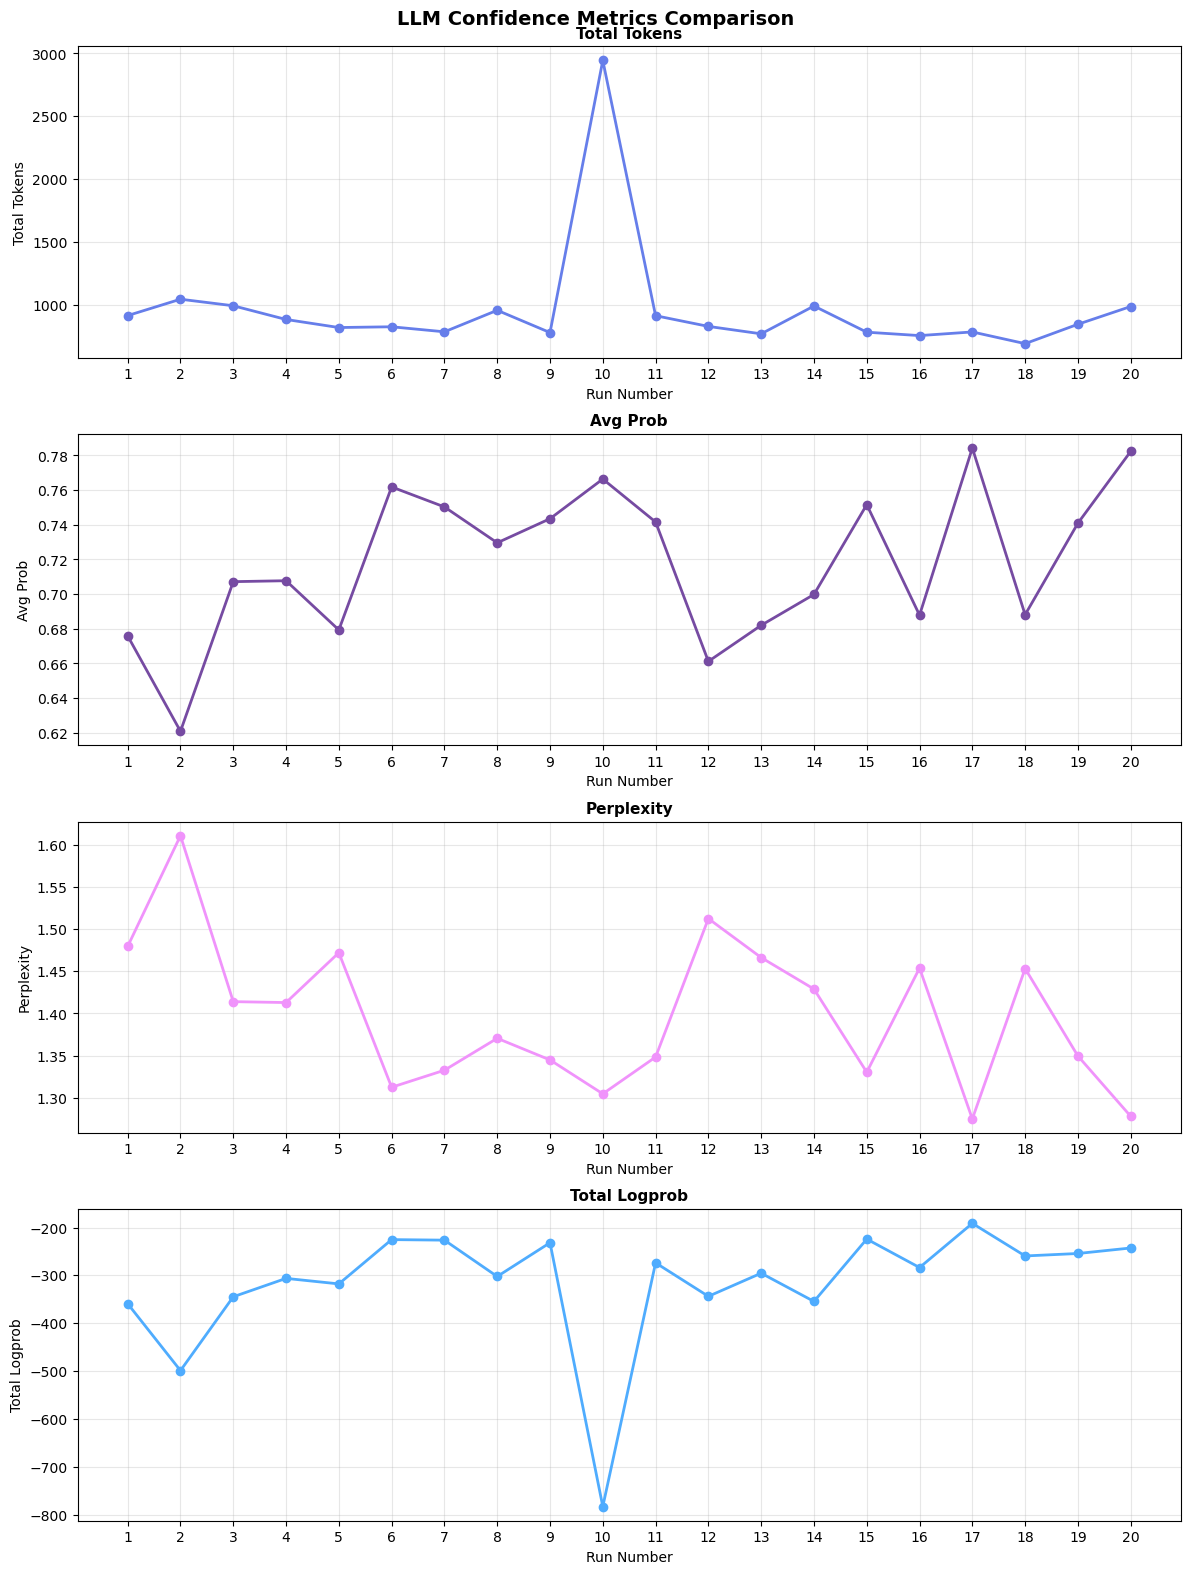 LLM Confidence Metrics Comparison
Total Tokens
3000
2500
2000
1500
1000
Total Tokens
1 2 3 4 5 6 7 8 9 10 11 12 13 14 15 16 17 18 19 20
Run Number
Avg Prob
0.78
0.76
0.74
0.72
0.70
0.68
0.66
0.64
0.62
Avg Prob
1 2 3 4 5 6 7 8 9 10 11 12 13 14 15 16 17 18 19 20
Run Number
Perplexity
1.60
1.55
1.50
1.45
1.40
1.35
1.30
Perplexity
1 2 3 4 5 6 7 8 9 10 11 12 13 14 15 16 17 18 19 20
Run Number
Total Logprob
−200
−300
−400
−500
−600
−700
−800
Total Logprob
1 2 3 4 5 6 7 8 9 10 11 12 13 14 15 16 17 18 19 20
Run Number